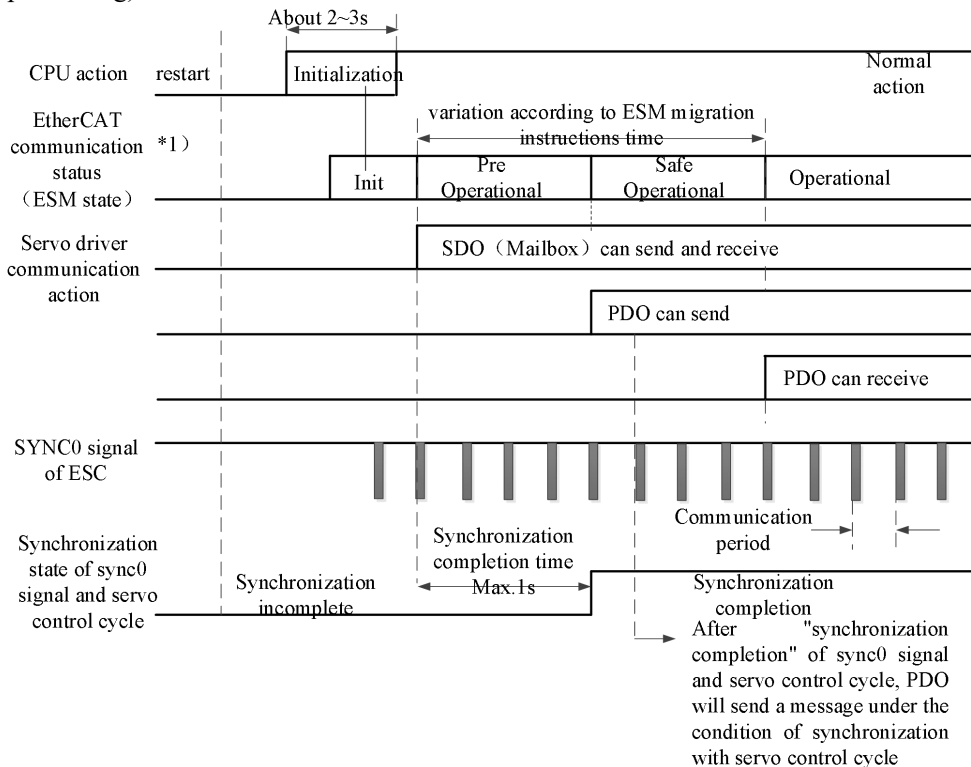 About 2~3s
CPU action
restart
Initialization
Normal
action
EtherCAT
communication
status
（ESM state）
*1）
variation according to ESM migration
instructions time
Init
Pre
Operational
Safe
Operational
Operational
Servo driver
communication
action
SDO（Mailbox）can send and receive
PDO can send
PDO can receive
SYNC0 signal
of ESC
Communication
period
Synchronization
state of sync0
signal and servo
control cycle
Synchronization
incomplete
Synchronization
completion time
Max.1s
Synchronization
completion
After "synchronization
completion" of sync0 signal
and servo control cycle, PDO
will send a message under the
condition of synchronization
with servo control cycle